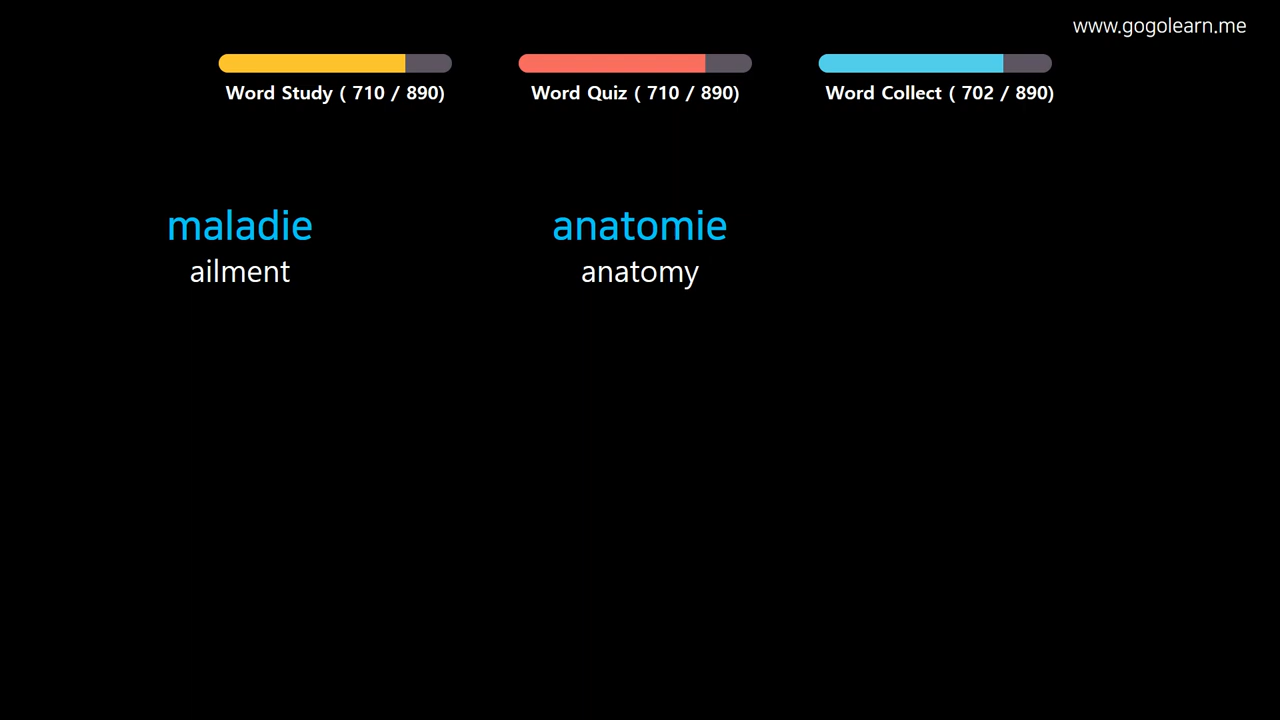 www.gogolearn.me
Word Study ( 710 / 890)
Word Quiz ( 710 / 890)
Word Collect ( 702 / 890)
maladie
ailment
anatomie
anatomy